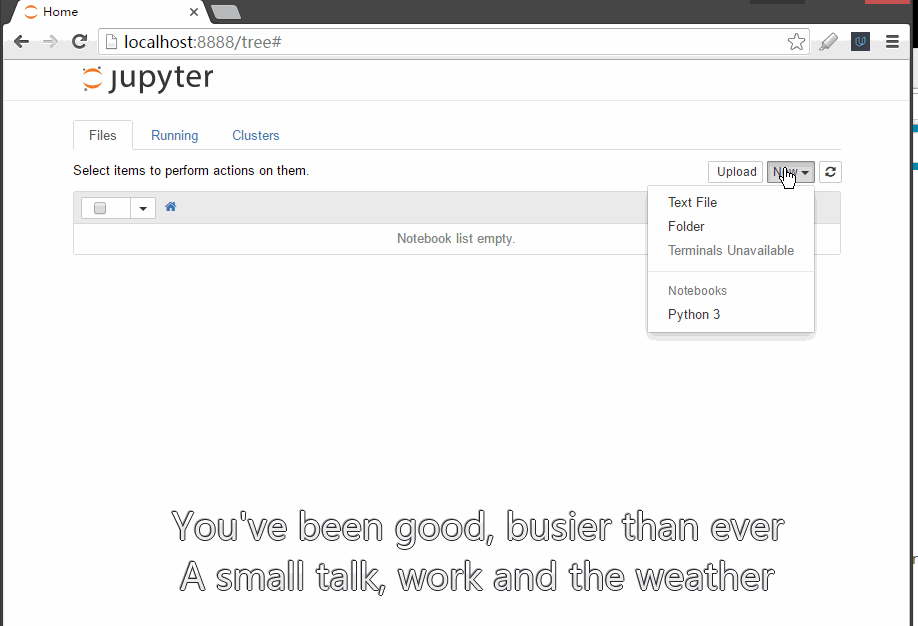 Home
localhost:8888/tree#
jupyter
Files Running Clusters
Select items to perform actions on them.
Upload New
Text File
Folder
Terminals Unavailable
Notebook list empty.
Notebooks
Python 3
You've been good, busier than ever
A small talk, work and the weather